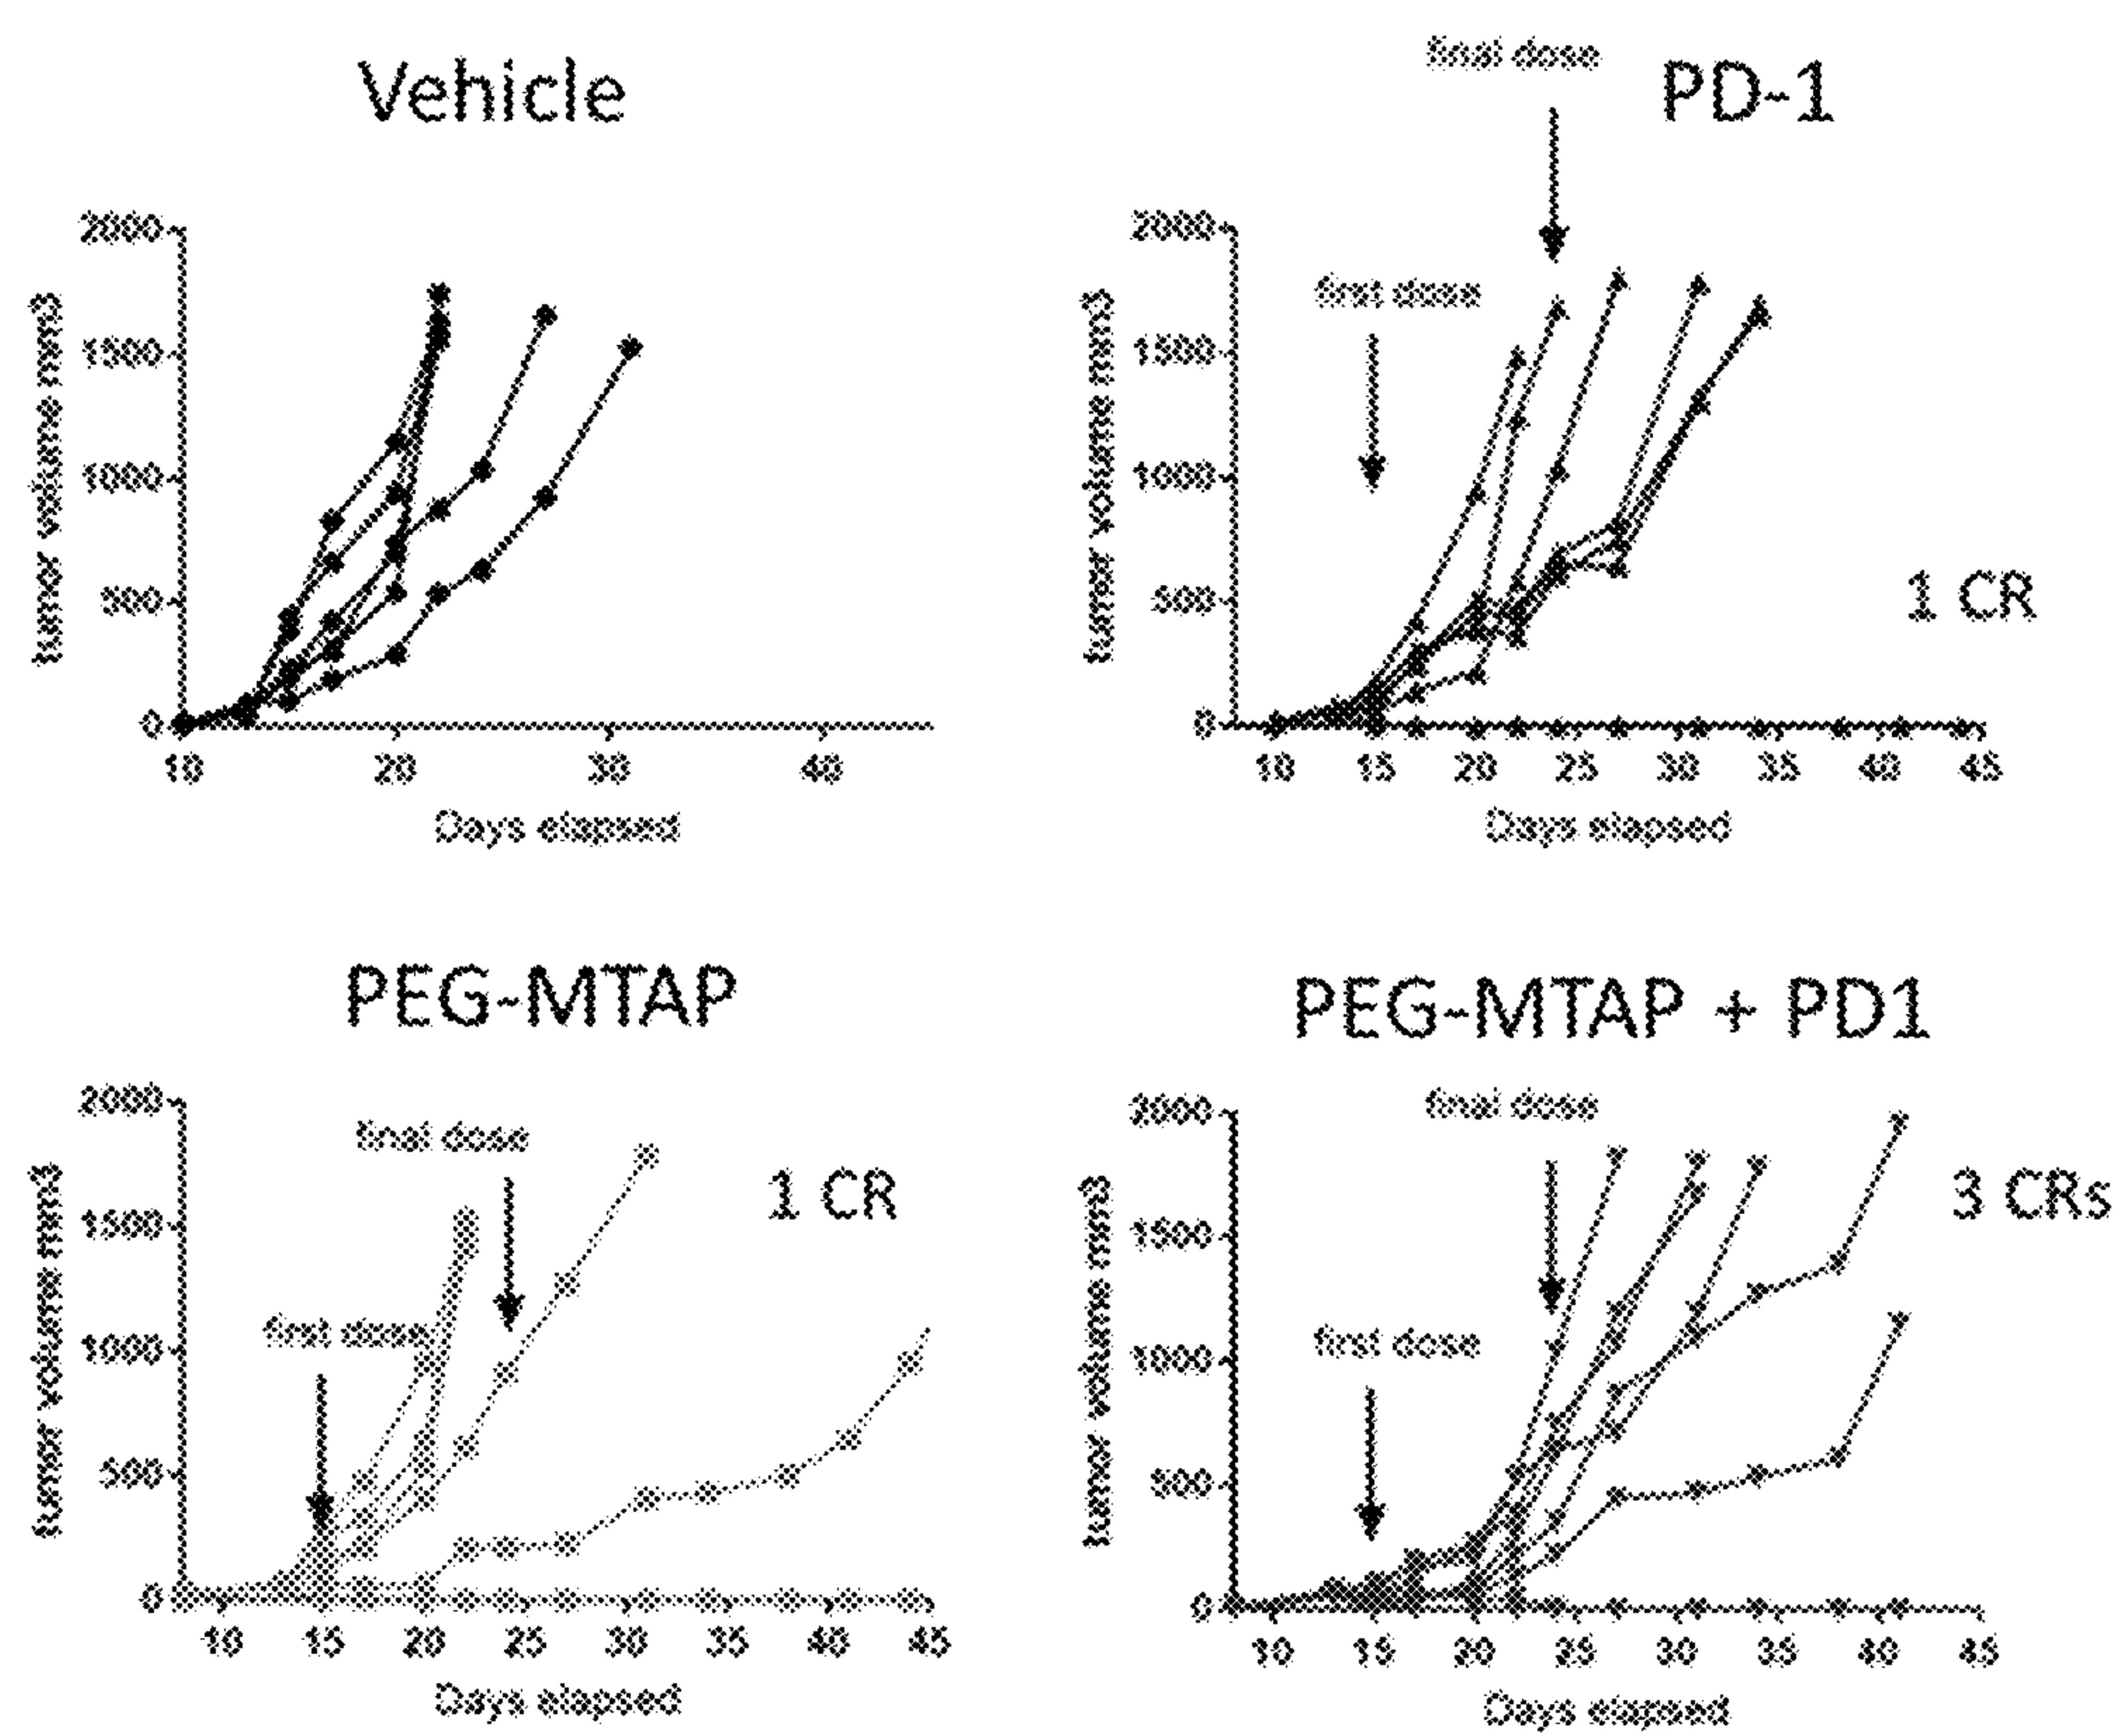 Vehicle
2000
1500
1000
500
0
10 20 30 40
tumor volume mm3
Days elapsed
final dose
PD-1
first dose
2000
1500
1000
500
0
10 15 20 25 30 35 40 45
tumor volume mm3
1 CR
Days elapsed
PEG-MTAP
2000
1500
1000
500
0
10 15 20 25 30 35 40 45
tumor volume mm3
final dose
first dose
1 CR
Days elapsed
PEG-MTAP + PD1
final dose
first dose
2000
1500
1000
500
0
10 15 20 25 30 35 40 45
tumor volume mm3
3 CRs
Days elapsed